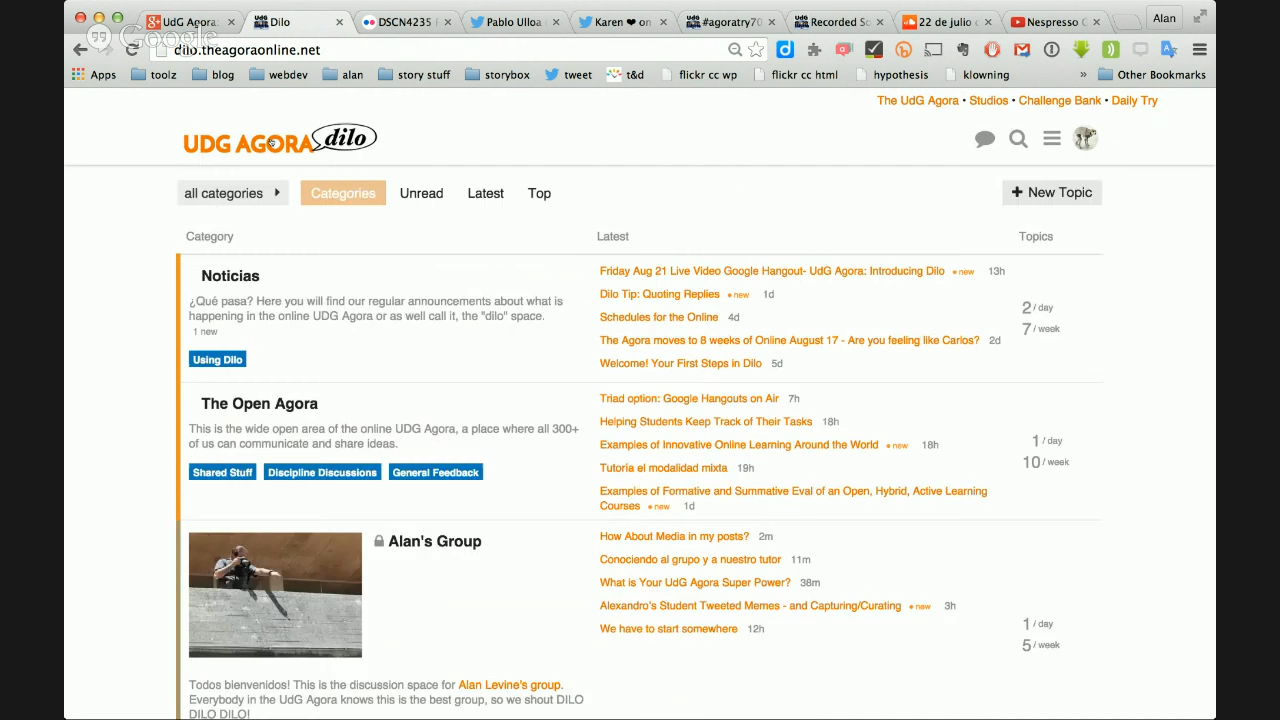 UdG Agora:
Dilo
DSCN4235
Pablo Ulloa
Karen ❤ on
#agoratry70
Recorded So
22 de julio d
Nespresso C
Alan
Google
dilo.theagoraonline.net
Apps toolz blog webdev alan story stuff storybox tweet t&d flickr cc wp flickr cc html hypothesis klowning » Other Bookmarks
The UdG Agora • Studios • Challenge Bank • Daily Try
UDG AGORA dilo
all categories Categories Unread Latest Top + New Topic
Category Latest Topics
Noticias
¿Qué pasa? Here you will find our regular announcements about what is
happening in the online UDG Agora or as well call it, the "dilo" space.
1 new
Using Dilo
Friday Aug 21 Live Video Google Hangout- UdG Agora: Introducing Dilo • new 13h
Dilo Tip: Quoting Replies • new 1d
Schedules for the Online 4d
The Agora moves to 8 weeks of Online August 17 - Are you feeling like Carlos? 2d
Welcome! Your First Steps in Dilo 5d
2 / day
7 / week
The Open Agora
This is the wide open area of the online UDG Agora, a place where all 300+
of us can communicate and share ideas.
Shared Stuff Discipline Discussions General Feedback
Triad option: Google Hangouts on Air 7h
Helping Students Keep Track of Their Tasks 18h
Examples of Innovative Online Learning Around the World • new 18h
Tutoría el modalidad mixta 19h
Examples of Formative and Summative Eval of an Open, Hybrid, Active Learning
Courses • new 1d
1 / day
10 / week
Alan's Group
Todos bienvenidos! This is the discussion space for Alan Levine's group.
Everybody in the UdG Agora knows this is the best group, so we shout DILO
DILO DILO!
How About Media in my posts? 2m
Conociendo al grupo y a nuestro tutor 11m
What is Your UdG Agora Super Power? 38m
Alexandro's Student Tweeted Memes - and Capturing/Curating • new 3h
We have to start somewhere 12h
1 / day
5 / week